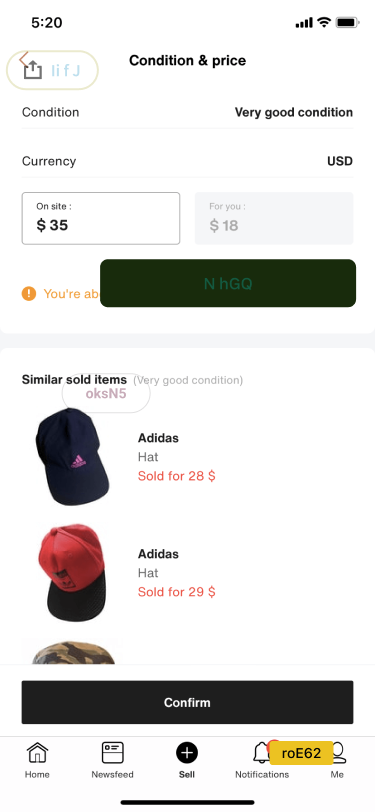 5:20
Condition & price
Ii f J
Condition
Very good condition
Currency
USD
On site :
$ 35
For you :
$ 18
You're ab
N hGQ
Similar sold items (Very good condition)
oksN5
Adidas
Hat
Sold for 28 $
Adidas
Hat
Sold for 29 $
Confirm
roE62
Home
Newsfeed
Sell
Notifications
Me